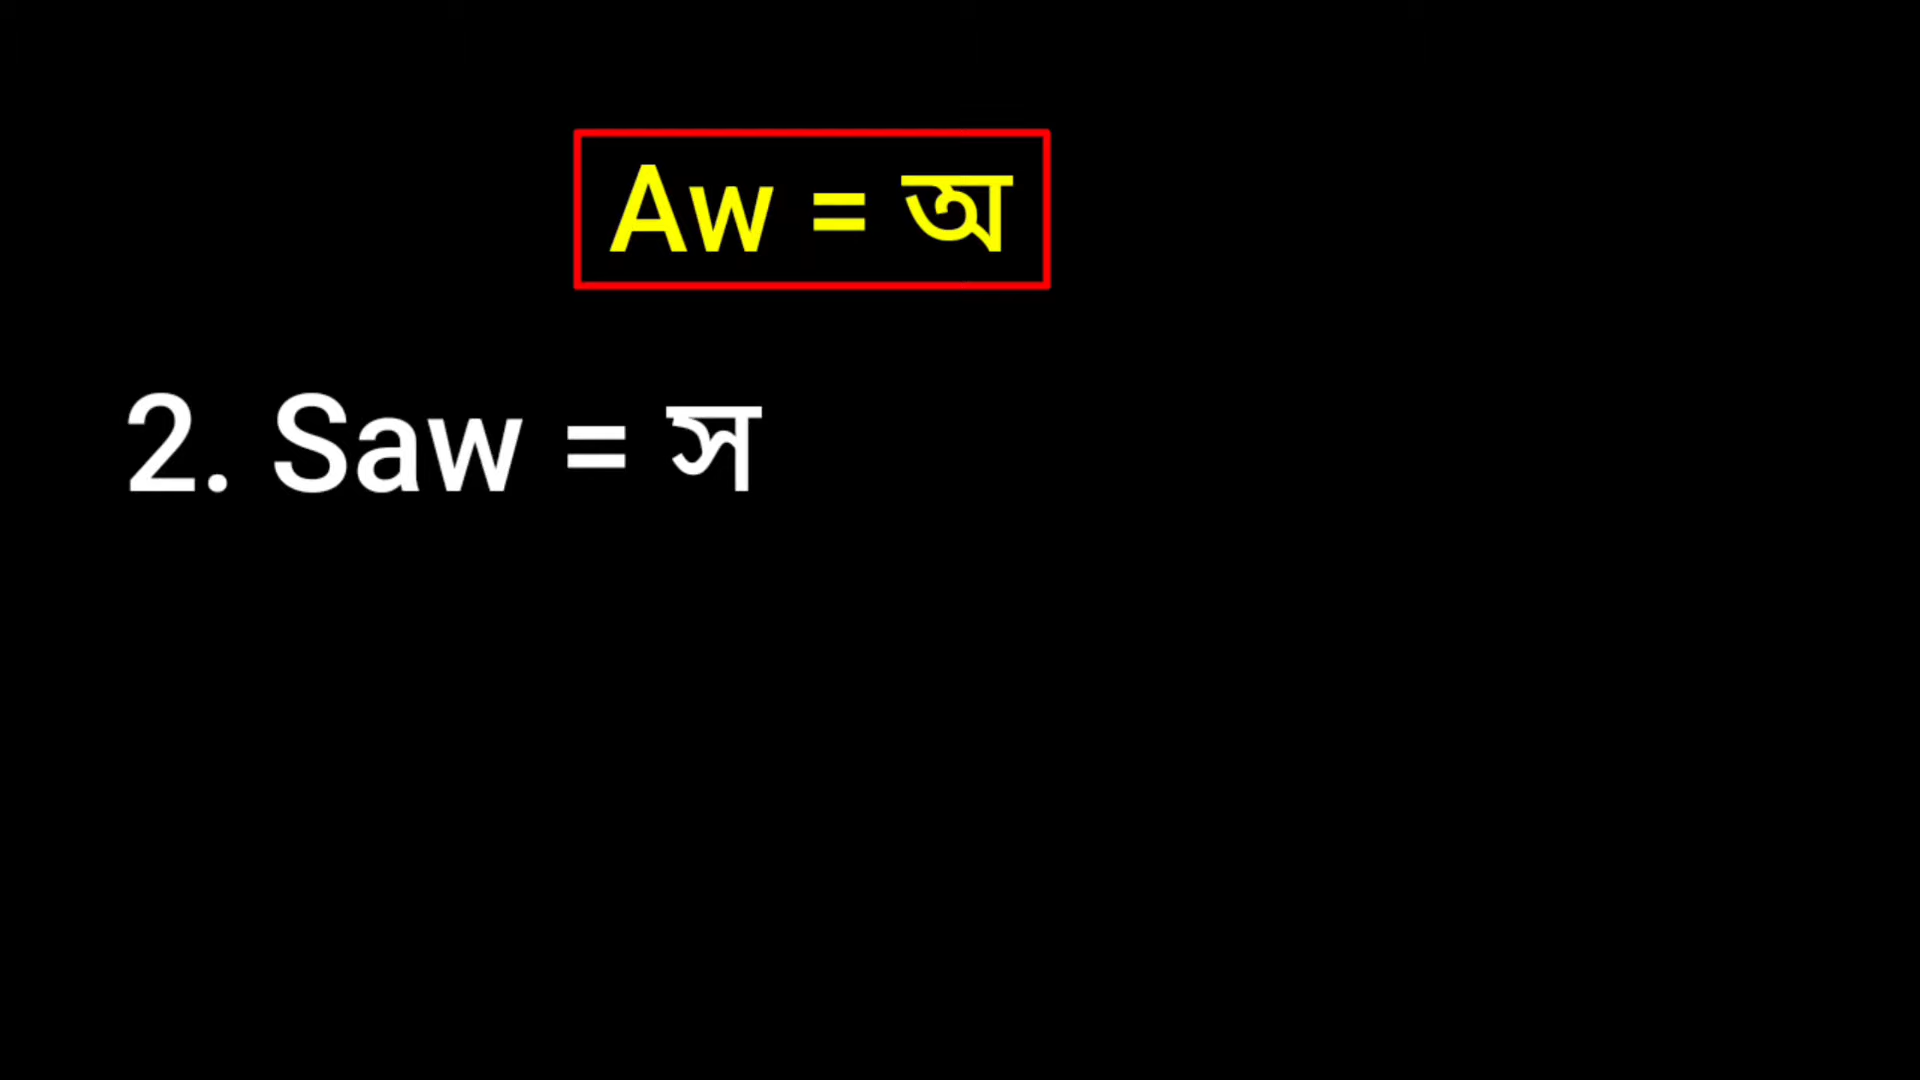 Aw = অ
2. Saw = স